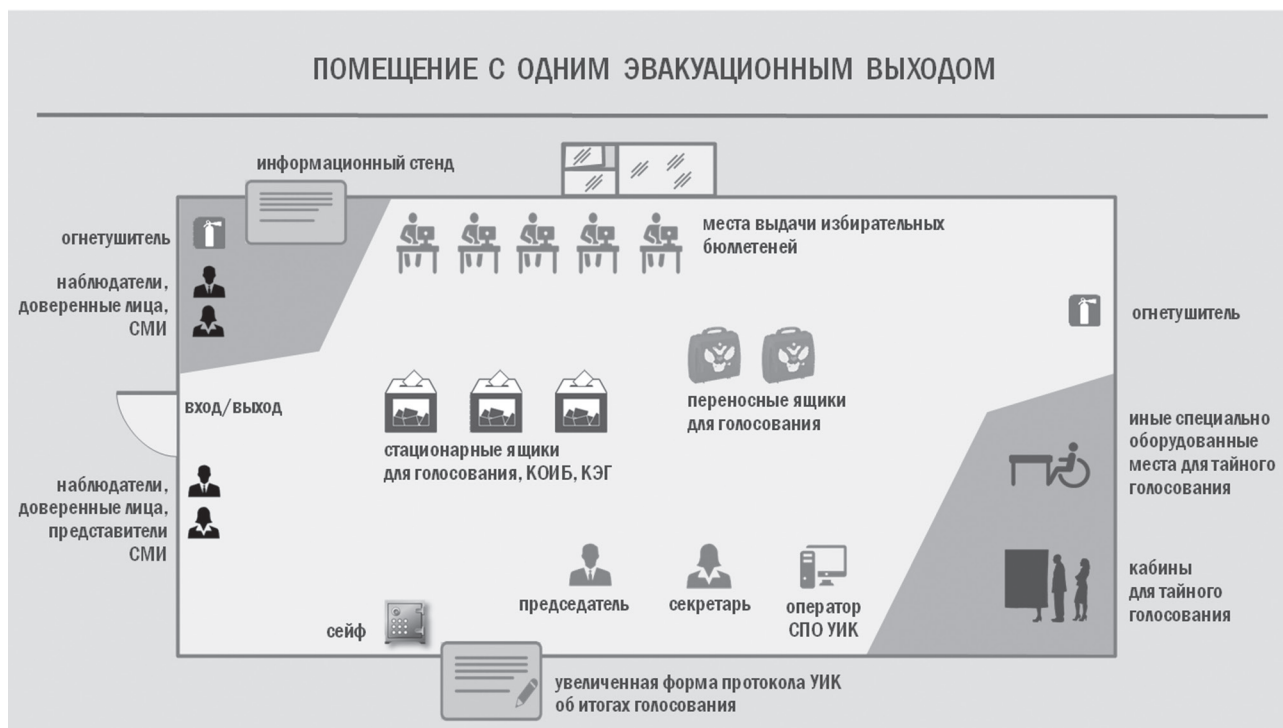 ПОМЕЩЕНИЕ С ОДНИМ ЭВАКУАЦИОННЫМ ВЫХОДОМ
информационный стенд
огнетушитель
наблюдатели,
доверенные лица,
СМИ
места выдачи избирательных
бюллетеней
огнетушитель
вход/выход
стационарные ящики
для голосования, КОИБ, КЭГ
переносные ящики
для голосования
иные специально
оборудованные
места для тайного
голосования
наблюдатели,
доверенные лица,
представители
СМИ
председатель
секретарь
оператор
СПО УИК
кабины
для тайного
голосования
сейф
увеличенная форма протокола УИК
об итогах голосования